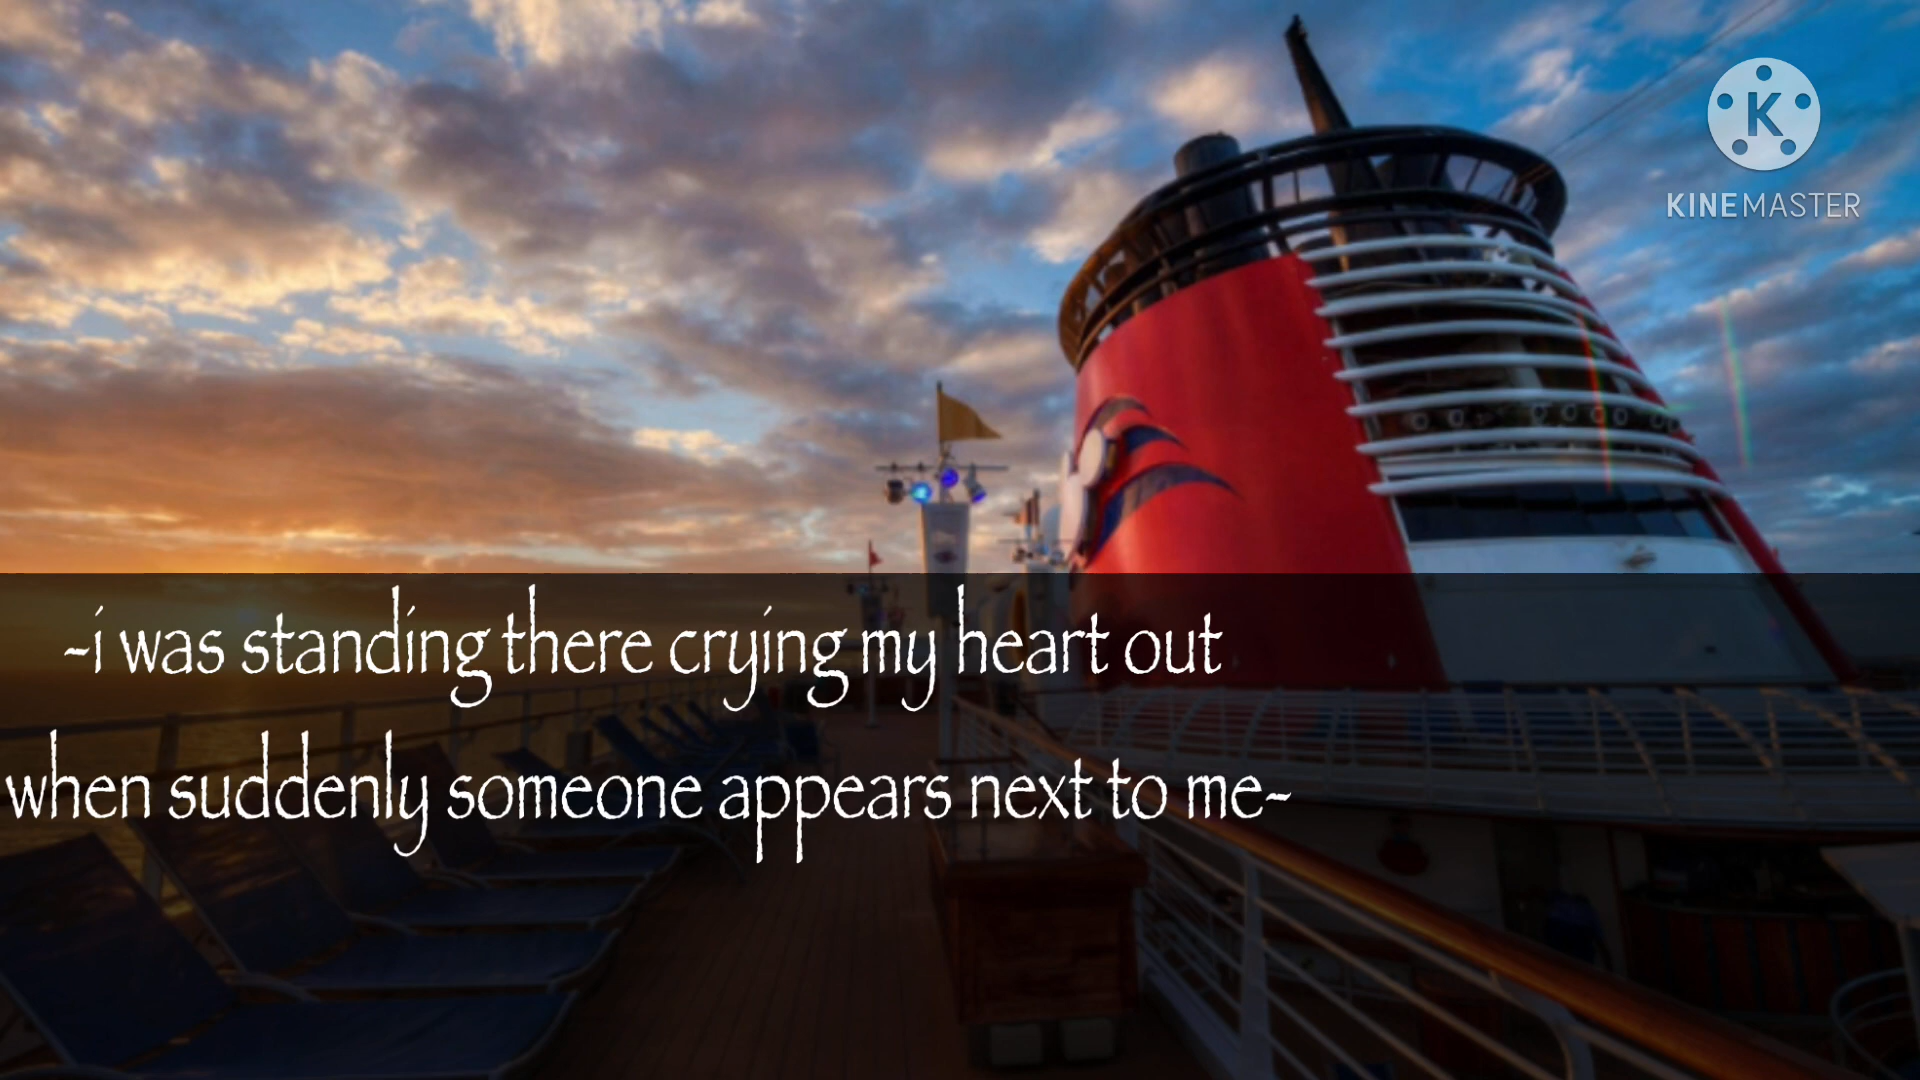 K
KINEMASTER
-i was standing there crying my heart out
when suddenly someone appears next to me-